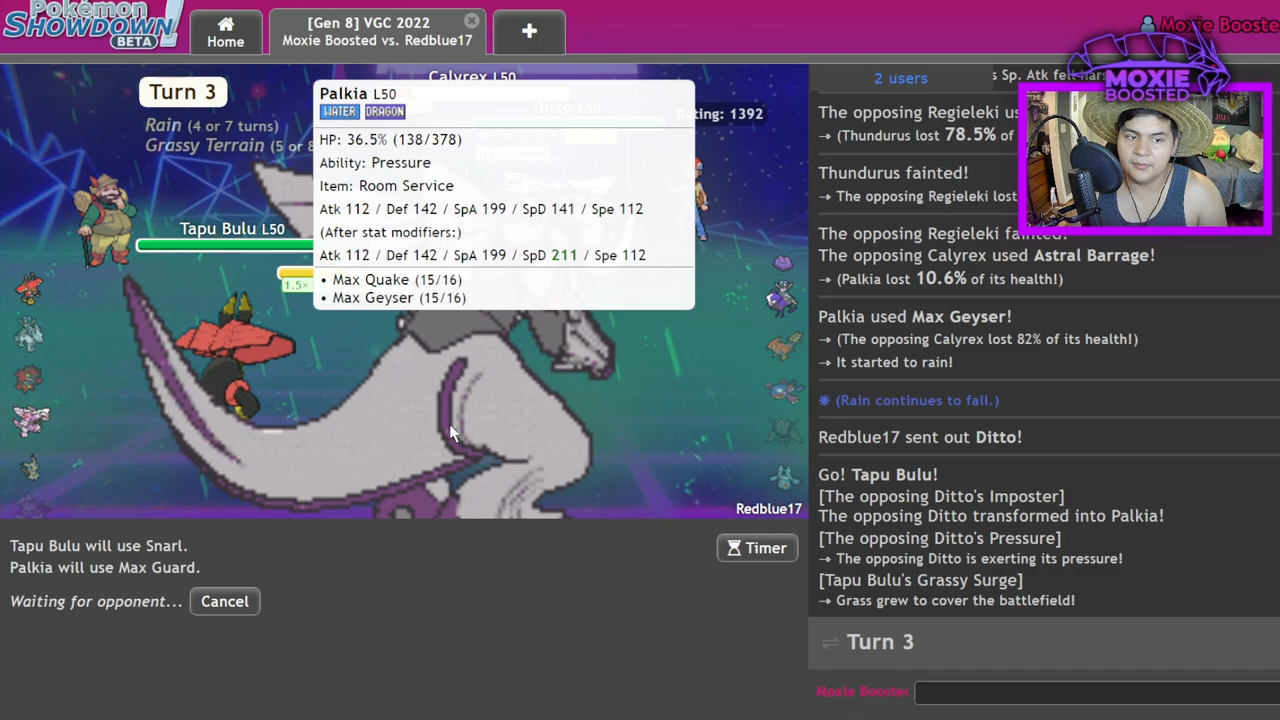 Pokémon
SHOWDOWN!
BETA
Home
[Gen 8] VGC 2022
Moxie Boosted vs. Redblue17
Moxie Booste
MOXIE
BOOSTED
Turn 3
Rain (4 or 7 turns)
Grassy Terrain (5 or 8
Calyrex L50
Rating: 1392
Palkia L50
WATER DRAGON
HP: 36.5% (138/378)
Ability: Pressure
Item: Room Service
Atk 112 / Def 142 / SpA 199 / SpD 141 / Spe 112
(After stat modifiers:)
Atk 112 / Def 142 / SpA 199 / SpD 211 / Spe 112
• Max Quake (15/16)
• Max Geyser (15/16)
Tapu Bulu L50
1.5×
Redblue17
Tapu Bulu will use Snarl.
Palkia will use Max Guard.
Waiting for opponent... Cancel
Timer
2 users
s Sp. Atk fell hars
The opposing Regieleki us
→ (Thundurus lost 78.5% of
Thundurus fainted!
→ The opposing Regieleki lost
The opposing Regieleki fainted!
The opposing Calyrex used Astral Barrage!
→ (Palkia lost 10.6% of its health!)
Palkia used Max Geyser!
→ (The opposing Calyrex lost 82% of its health!)
→ It started to rain!
(Rain continues to fall.)
Redblue17 sent out Ditto!
Go! Tapu Bulu!
[The opposing Ditto's Imposter]
The opposing Ditto transformed into Palkia!
[The opposing Ditto's Pressure]
→ The opposing Ditto is exerting its pressure!
[Tapu Bulu's Grassy Surge]
→ Grass grew to cover the battlefield!
Turn 3
Moxie Booster